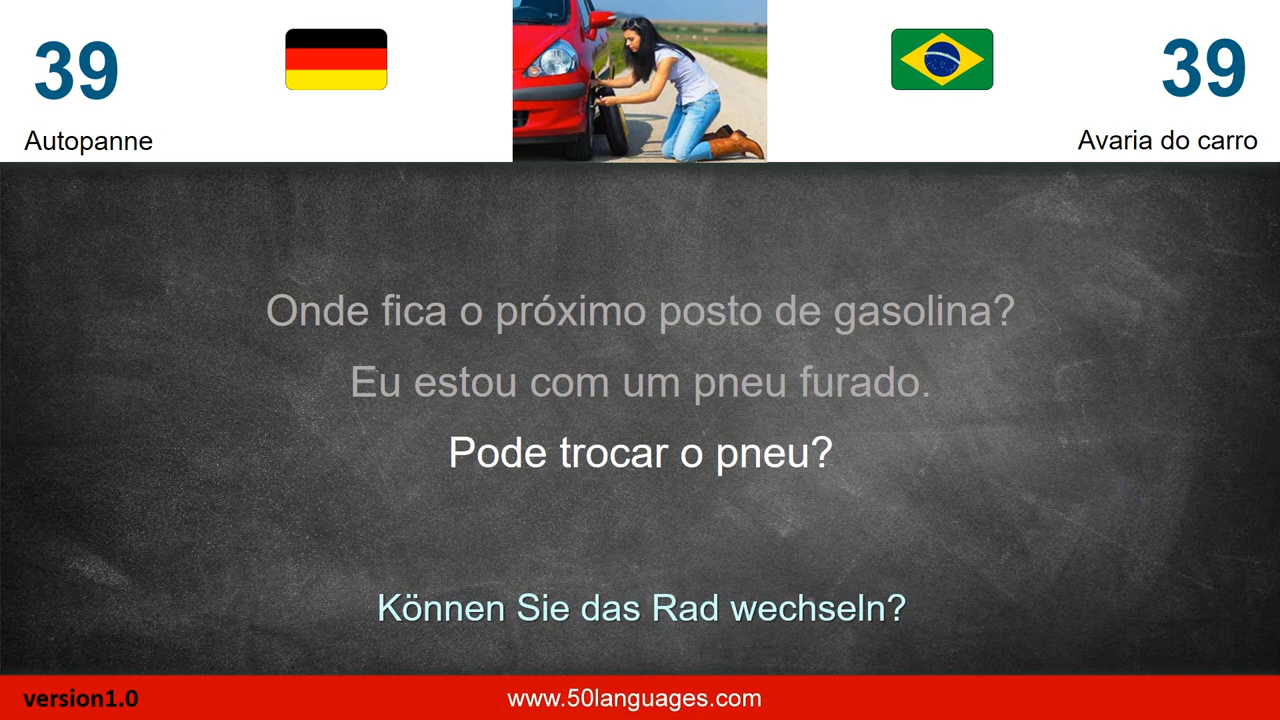 39
39
Autopanne
Avaria do carro
Onde fica o próximo posto de gasolina?
Eu estou com um pneu furado.
Pode trocar o pneu?
Können Sie das Rad wechseln?
version1.0
www.50languages.com